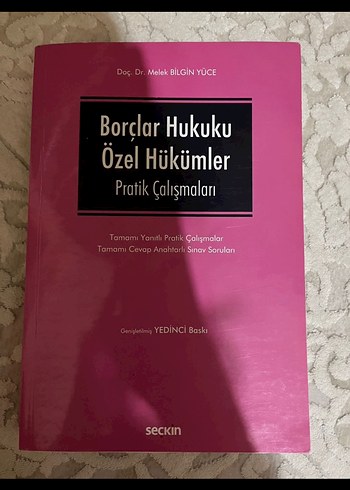 Doç. Dr. Melek BİLGİN YÜCE
Borçlar Hukuku
Özel Hükümler
Pratik Çalışmaları
Tamamı Yanıtlı Pratik Çalışmalar
Tamamı Cevap Anahtarlı Sınav Soruları
Genişletilmiş YEDİNCİ Baskı
seçkin